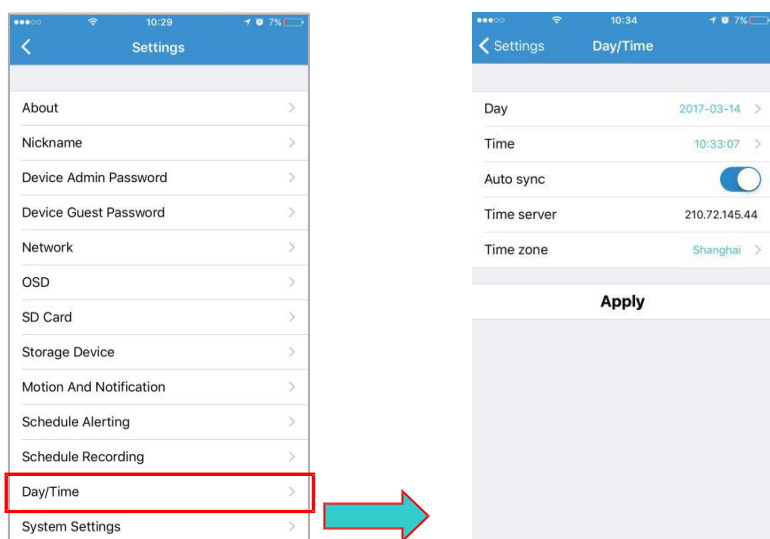 10:29
7%
Settings
About
Nickname
Device Admin Password
Device Guest Password
Network
OSD
SD Card
Storage Device
Motion And Notification
Schedule Alerting
Schedule Recording
Day/Time
System Settings
10:34
7%
Settings Day/Time
Day 2017-03-14
Time 10:33:07
Auto sync
Time server 210.72.145.44
Time zone Shanghai
Apply